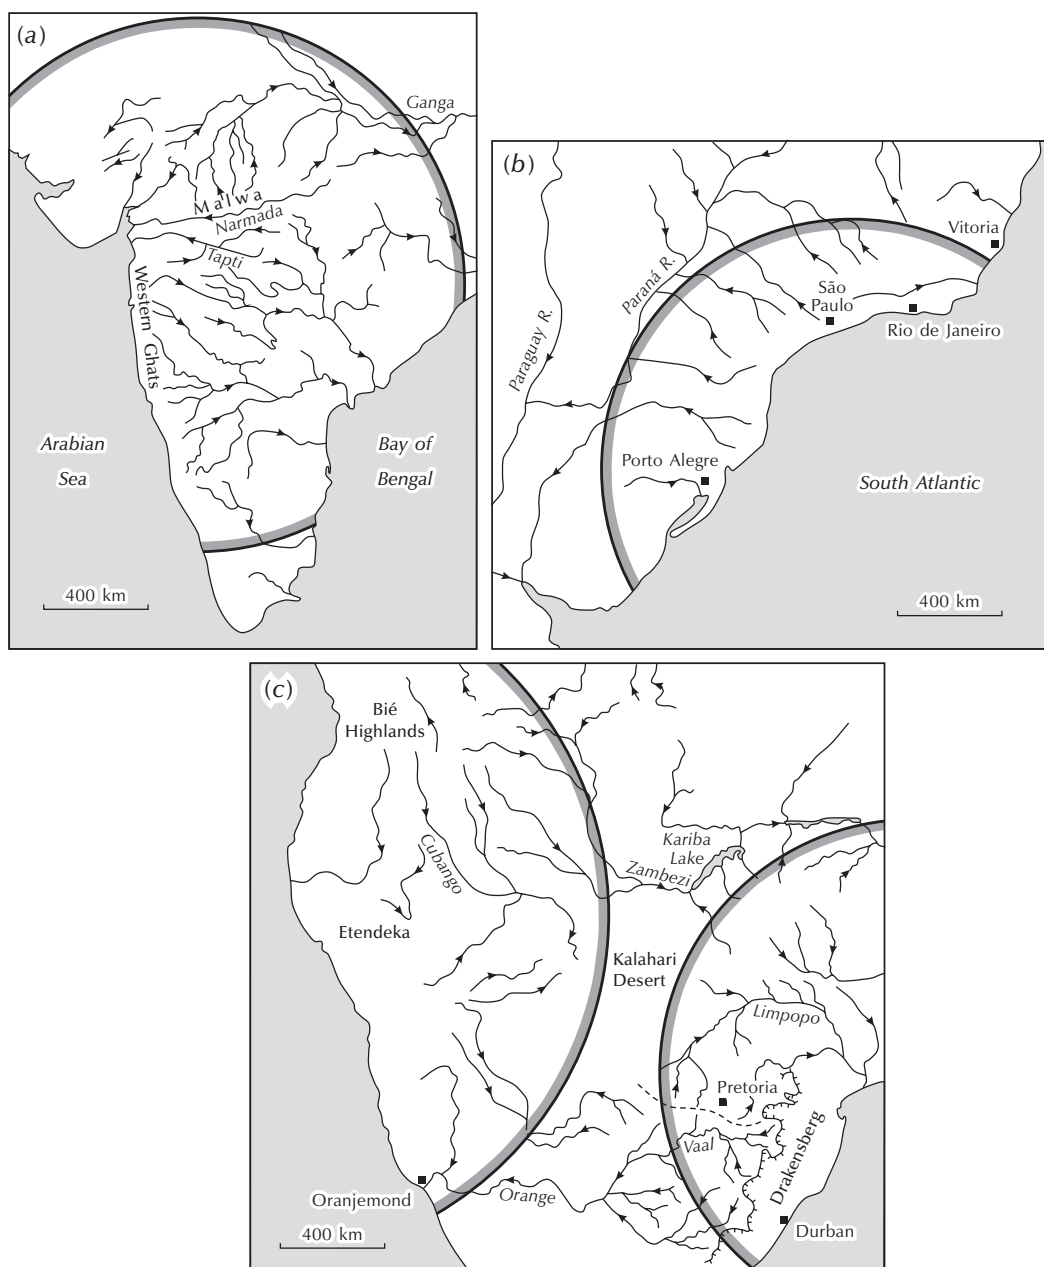 (a)
Ganga
Malwa
Narmada
Tapti
Western Ghats
Arabian
Sea
Bay of
Bengal
400 km
(b)
Vitoria
Paraná R.
São
Paulo
Rio de Janeiro
Paraguay R.
Porto Alegre
South Atlantic
400 km
(c)
Bié
Highlands
Cubango
Kariba
Lake
Zambezi
Etendeka
Kalahari
Desert
Limpopo
Pretoria
Vaal
Drakensberg
Oranjemond
Orange
Durban
400 km